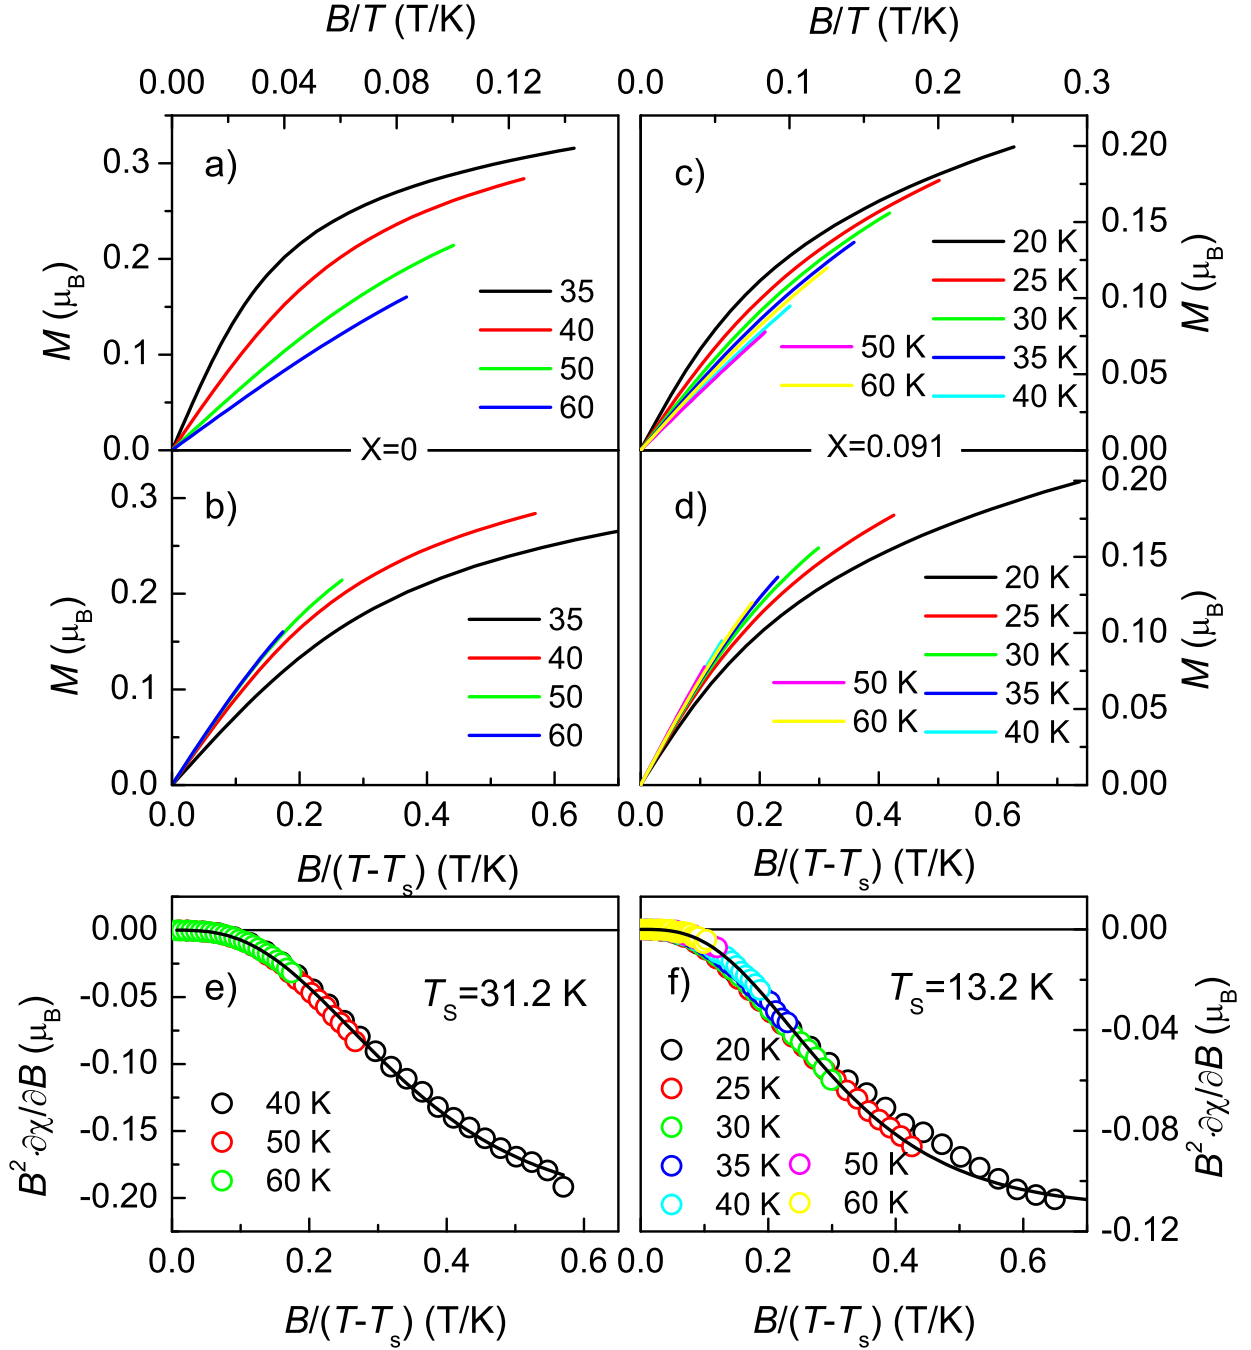 B/T (T/K)
B/T (T/K)
0.00 0.04 0.08 0.12
0.0 0.1 0.2 0.3
a)
M (μB)
0.3
0.2
0.1
0.0
35
40
50
60
X=0
c)
M (μB)
0.20
0.15
0.10
0.05
0.00
20 K
25 K
30 K
35 K
40 K
50 K
60 K
X=0.091
b)
M (μB)
0.3
0.2
0.1
0.0
35
40
50
60
0.0 0.2 0.4 0.6
B/(T-Ts) (T/K)
d)
M (μB)
0.20
0.15
0.10
0.05
0.00
20 K
25 K
30 K
35 K
40 K
50 K
60 K
0.0 0.2 0.4 0.6
B/(T-Ts) (T/K)
e)
TS=31.2 K
B²·∂χ/∂B (μB)
0.00
-0.05
-0.10
-0.15
-0.20
40 K
50 K
60 K
0.0 0.2 0.4 0.6
B/(T-Ts) (T/K)
f)
TS=13.2 K
B²·∂χ/∂B (μB)
0.00
-0.04
-0.08
-0.12
20 K
25 K
30 K
35 K
40 K
50 K
60 K
0.0 0.2 0.4 0.6
B/(T-Ts) (T/K)